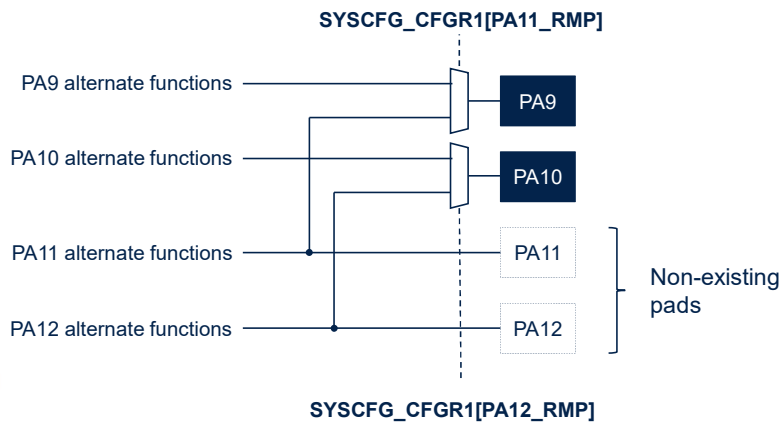 SYSCFG_CFGR1[PA11_RMP]
PA9 alternate functions
PA9
PA10 alternate functions
PA10
PA11 alternate functions
PA11
PA12 alternate functions
PA12
Non-existing
pads
SYSCFG_CFGR1[PA12_RMP]